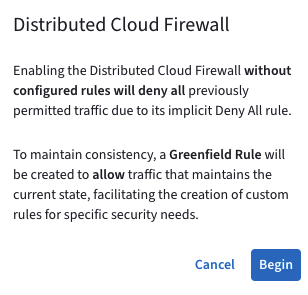 Distributed Cloud Firewall
Enabling the Distributed Cloud Firewall without
configured rules will deny all previously
permitted traffic due to its implicit Deny All rule.
To maintain consistency, a Greenfield Rule will
be created to allow traffic that maintains the
current state, facilitating the creation of custom
rules for specific security needs.
Cancel Begin